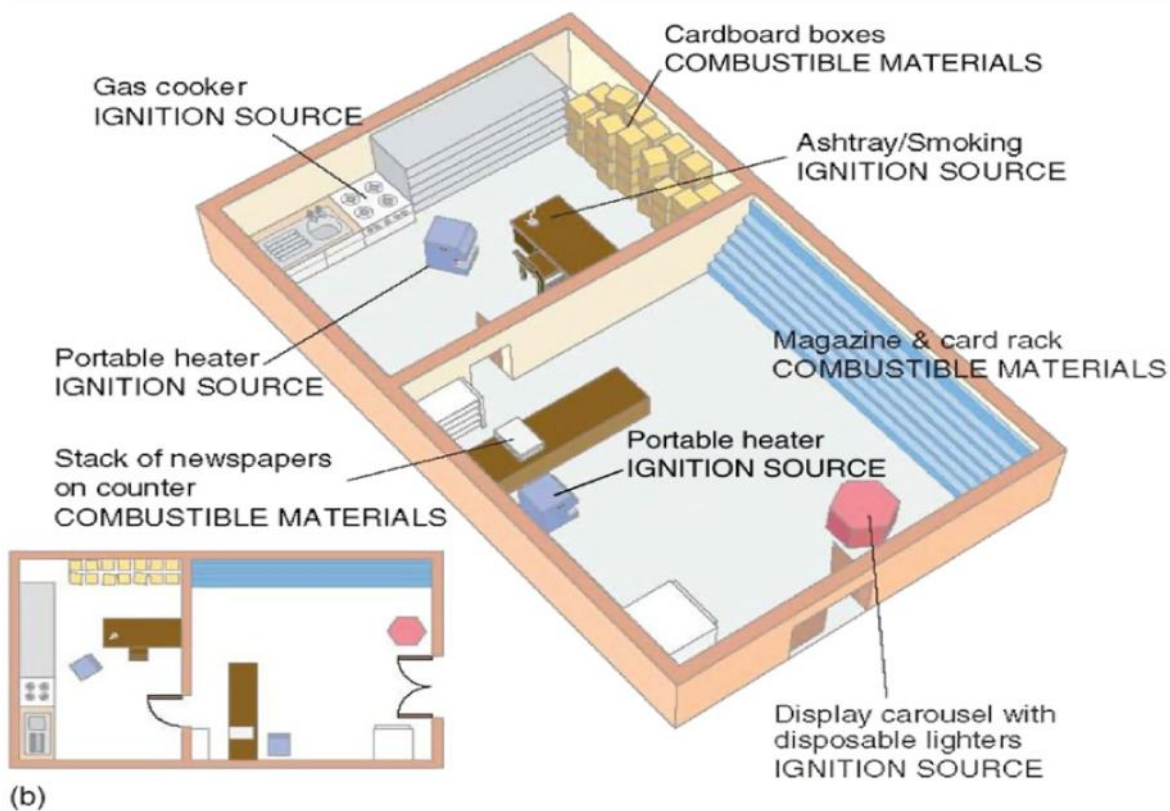 Cardboard boxes
COMBUSTIBLE MATERIALS
Gas cooker
IGNITION SOURCE
Ashtray/Smoking
IGNITION SOURCE
Magazine & card rack
COMBUSTIBLE MATERIALS
Portable heater
IGNITION SOURCE
Portable heater
IGNITION SOURCE
Stack of newspapers
on counter
COMBUSTIBLE MATERIALS
Display carousel with
disposable lighters
IGNITION SOURCE
(b)